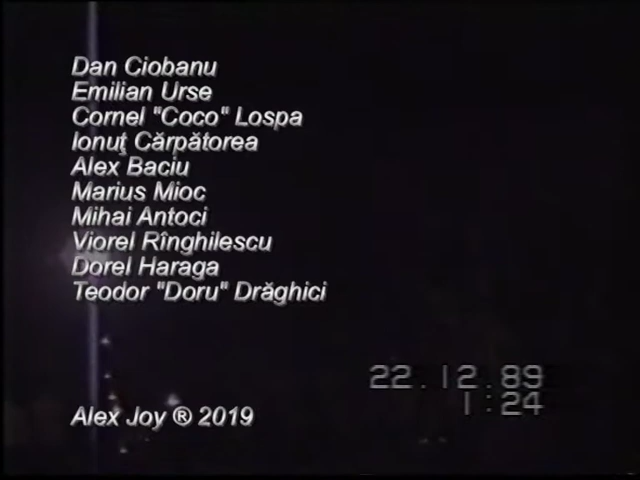 Dan Ciobanu
Emilian Urse
Cornel "Coco" Lospa
Ionuţ Cărpătorea
Alex Baciu
Marius Mioc
Mihai Antoci
Viorel Rînghilescu
Dorel Haraga
Teodor "Doru" Drăghici
22.12.89
1:24
Alex Joy ® 2019